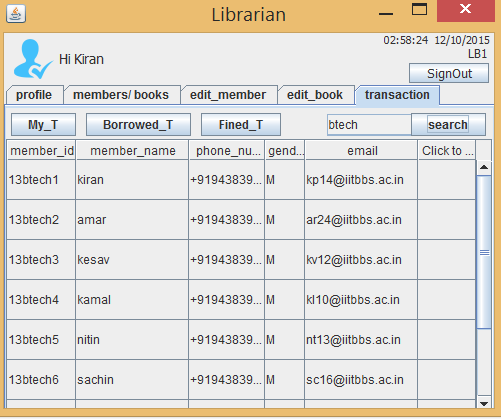 Librarian
02:58:24 12/10/2015
Hi Kiran
LB1
SignOut
profile members/ books edit_member edit_book transaction
My_T Borrowed_T Fined_T btech search
member_id member_name phone_nu... gend... email Click to ...
13btech1 kiran +91943839... M kp14@iitbbs.ac.in
13btech2 amar +91943839... M ar24@iitbbs.ac.in
13btech3 kesav +91943839... M kv12@iitbbs.ac.in
13btech4 kamal +91943839... M kl10@iitbbs.ac.in
13btech5 nitin +91943839... M nt13@iitbbs.ac.in
13btech6 sachin +91943839... M sc16@iitbbs.ac.in